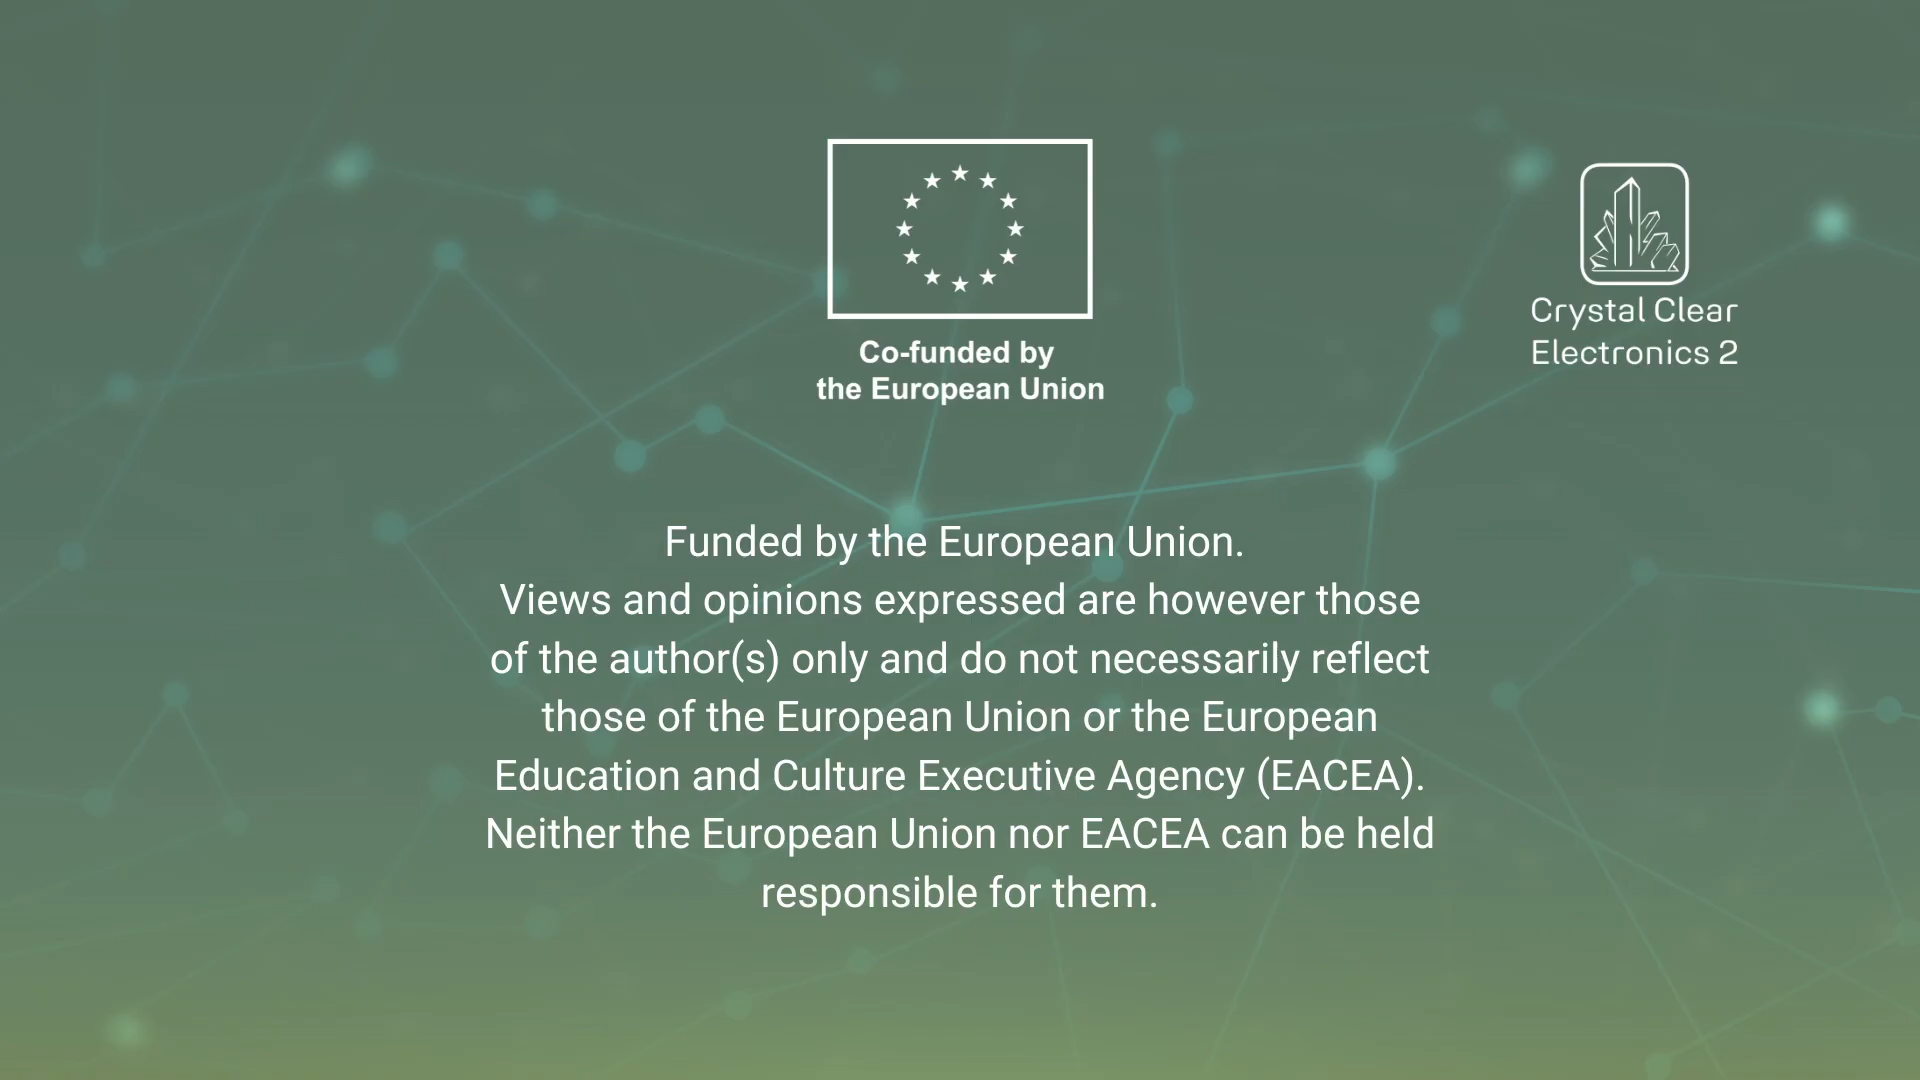 Co-funded by
the European Union
Crystal Clear
Electronics 2
Funded by the European Union.
Views and opinions expressed are however those
of the author(s) only and do not necessarily reflect
those of the European Union or the European
Education and Culture Executive Agency (EACEA).
Neither the European Union nor EACEA can be held
responsible for them.